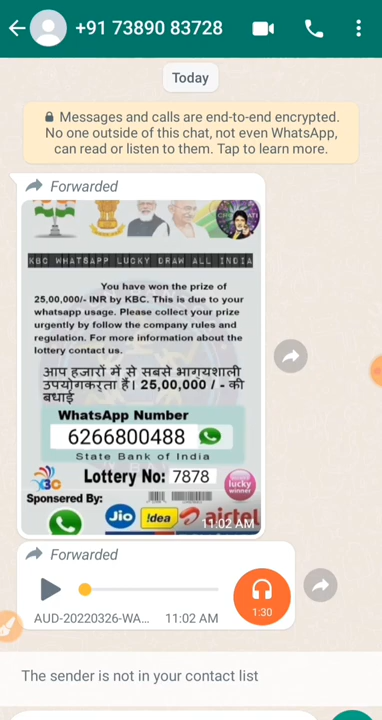 +91 73890 83728
Today
Messages and calls are end-to-end encrypted.
No one outside of this chat, not even WhatsApp,
can read or listen to them. Tap to learn more.
Forwarded
KBC WHATSAPP LUCKY DRAW ALL INDIA
You have won the prize of
25,00,000/- INR by KBC. This is due to your
whatsapp usage. Please collect your prize
urgently by follow the company rules and
regulation. For more information about the
lottery contact us.
आप हजारों में से सबसे भाग्यशाली
उपयोगकर्ता हैं। 25,00,000 / - की
बधाई
WhatsApp Number
6266800488
State Bank of India
Lottery No: 7878
lucky
winner
Sponsered By:
Jio
!dea
airtel
11:02 AM
Forwarded
1:30
AUD-20220326-WA...
11:02 AM
The sender is not in your contact list